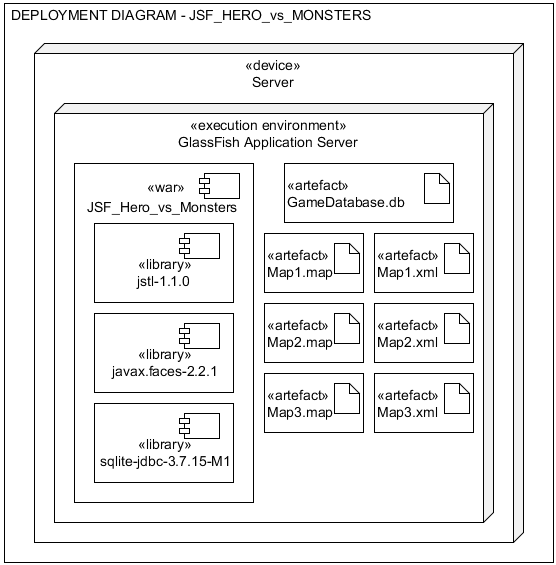 DEPLOYMENT DIAGRAM - JSF_HERO_vs_MONSTERS
«device»
Server
«execution environment»
GlassFish Application Server
«war»
JSF_Hero_vs_Monsters
«library»
jstl-1.1.0
«library»
javax.faces-2.2.1
«library»
sqlite-jdbc-3.7.15-M1
«artefact»
GameDatabase.db
«artefact»
Map1.map
«artefact»
Map1.xml
«artefact»
Map2.map
«artefact»
Map2.xml
«artefact»
Map3.map
«artefact»
Map3.xml